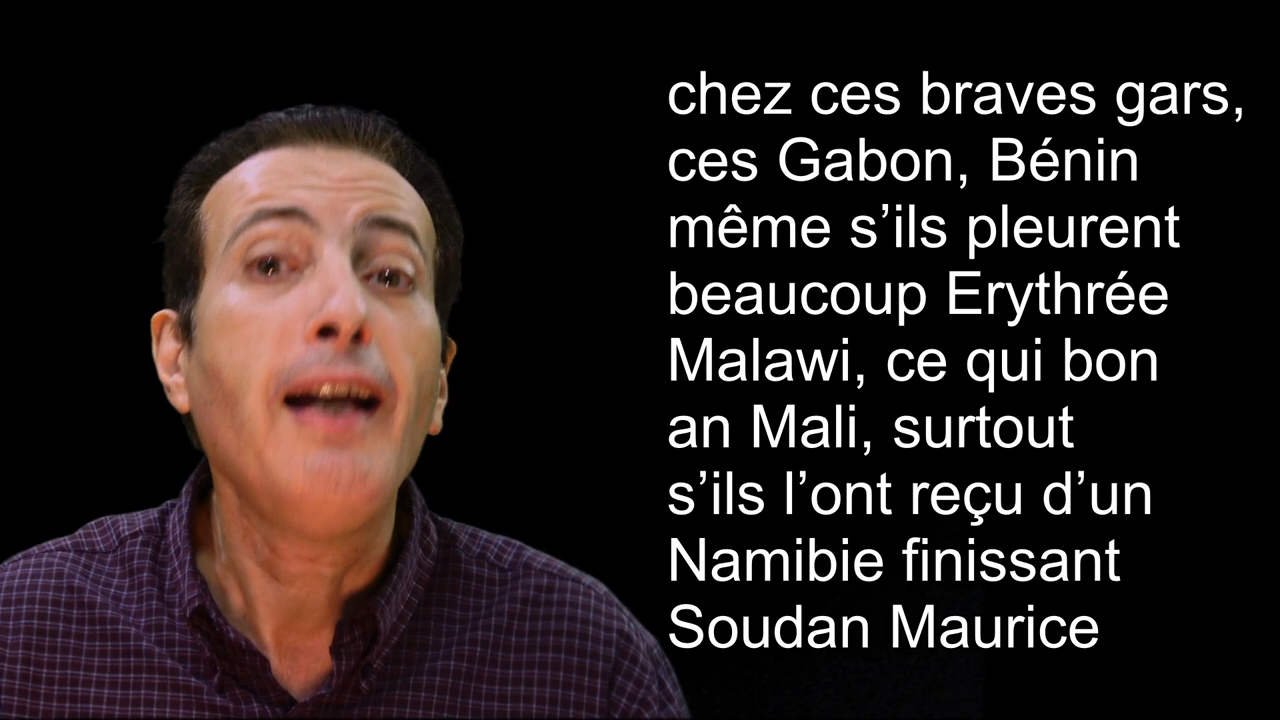 chez ces braves gars,
ces Gabon, Bénin
même s’ils pleurent
beaucoup Erythrée
Malawi, ce qui bon
an Mali, surtout
s’ils l’ont reçu d’un
Namibie finissant
Soudan Maurice